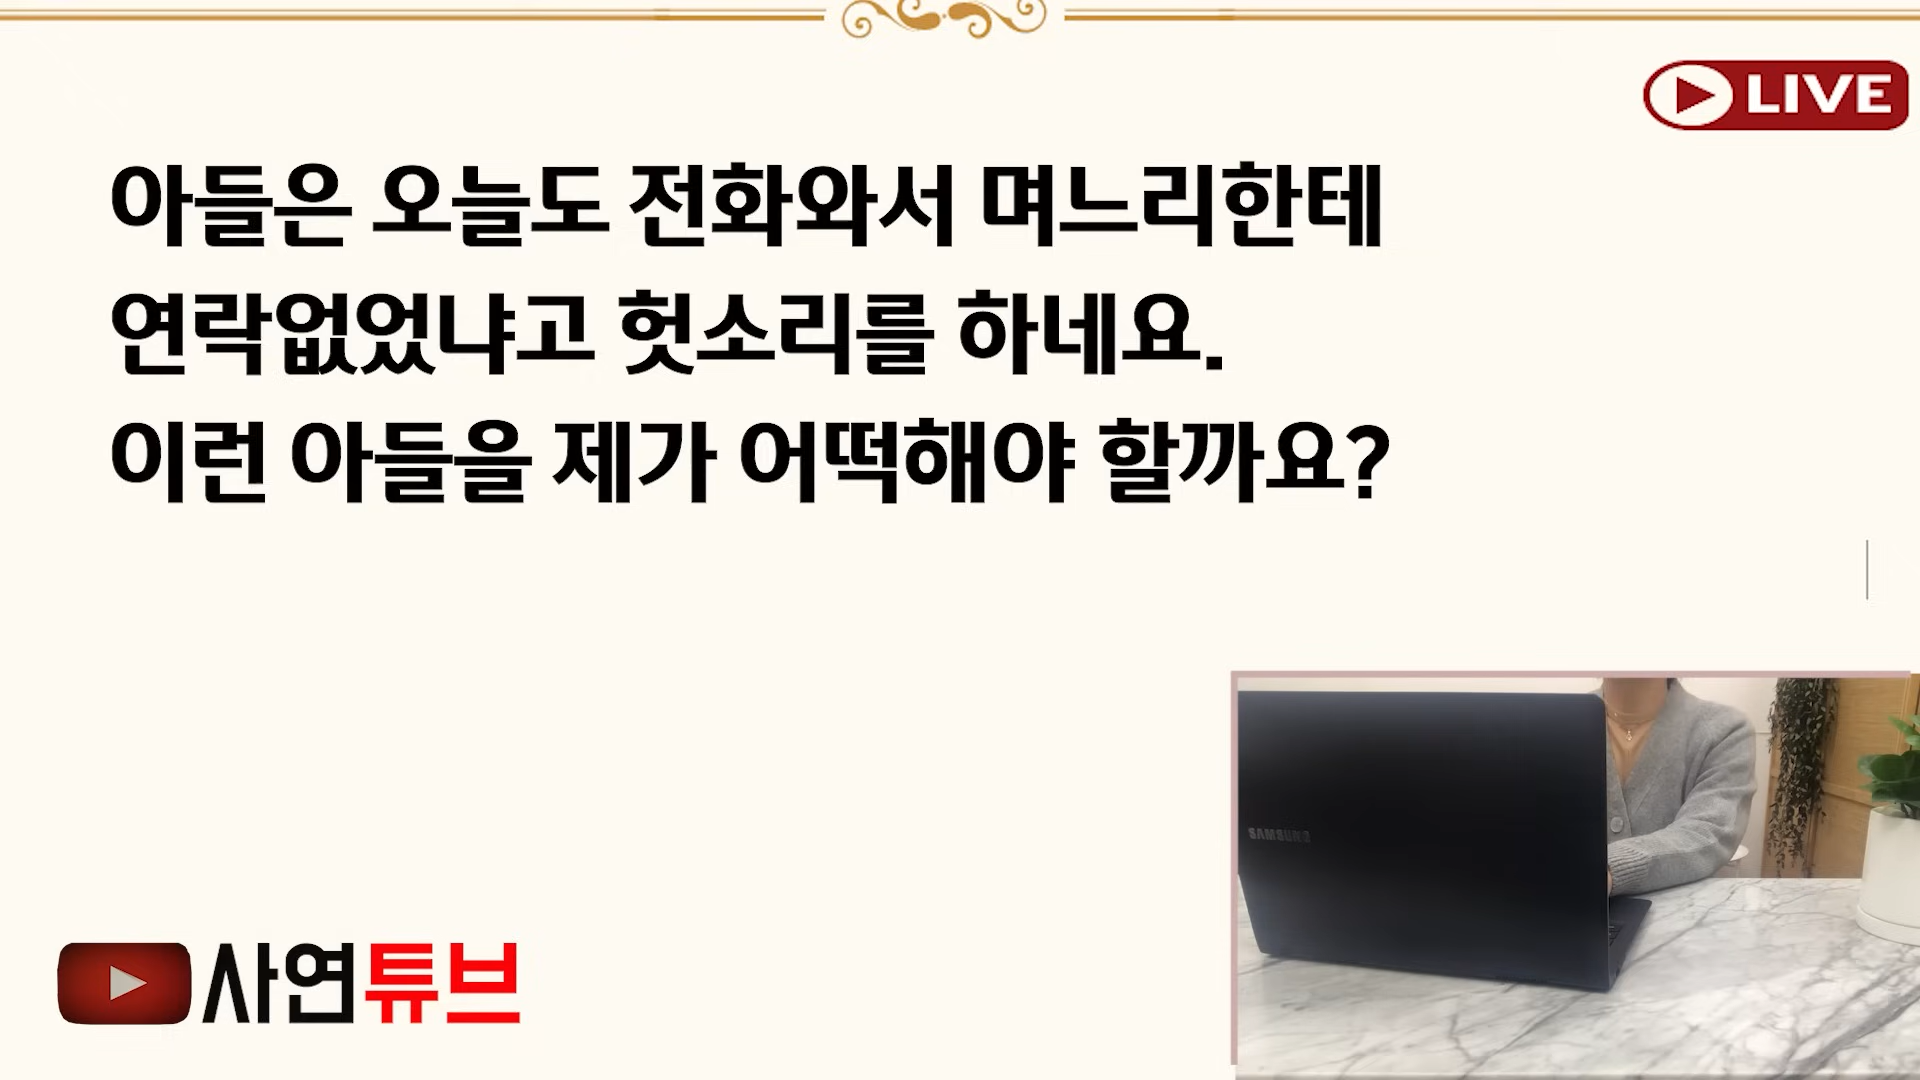 LIVE
아들은 오늘도 전화와서 며느리한테
연락없었냐고 헛소리를 하네요.
이런 아들을 제가 어떡해야 할까요?
SAMSUNG
사연튜브